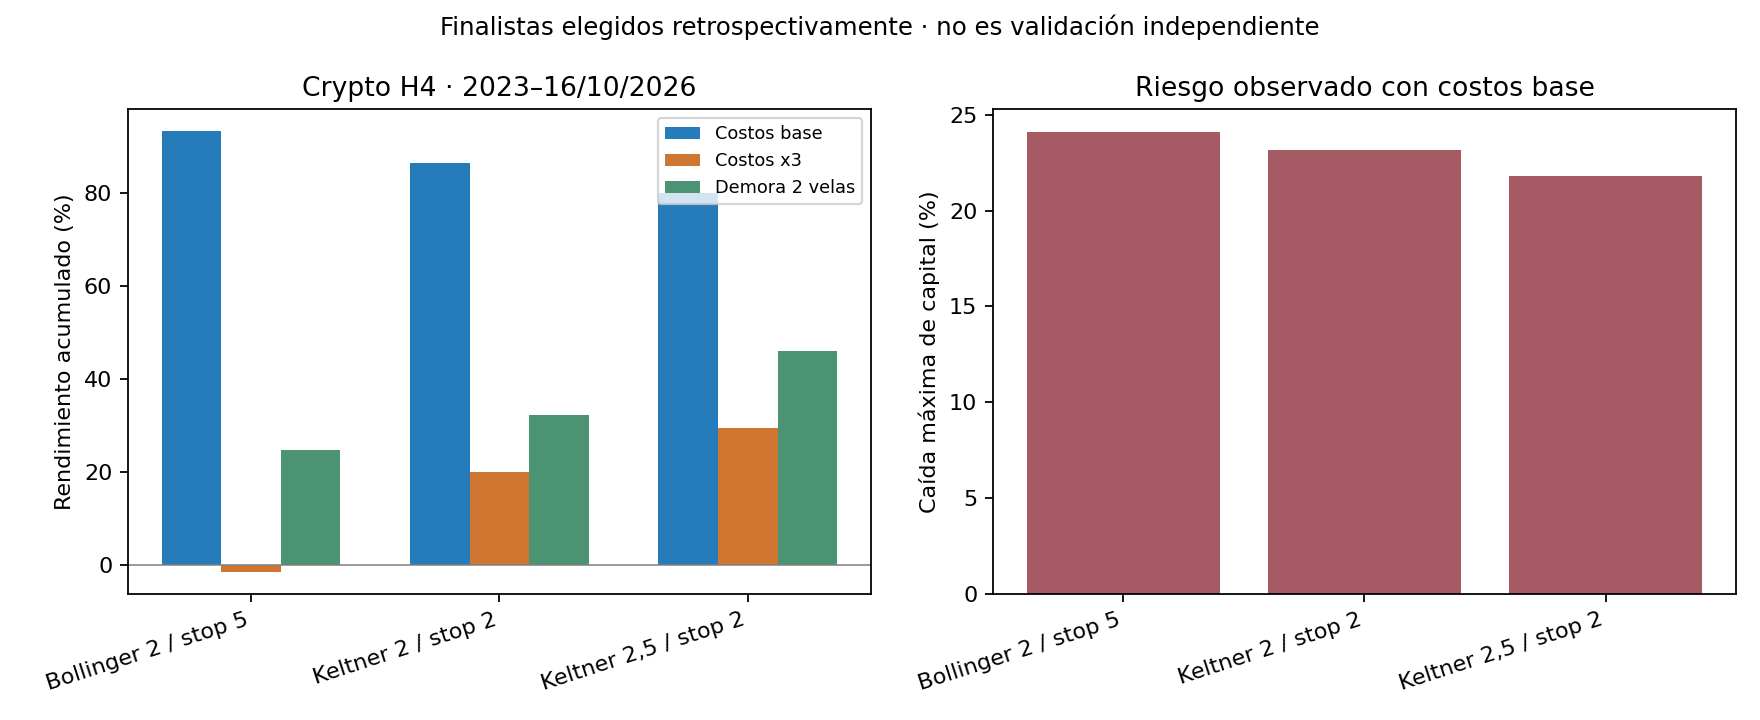 Finalistas elegidos retrospectivamente · no es validación independiente
Crypto H4 · 2023–16/10/2026
Rendimiento acumulado (%)
80
60
40
20
0
Costos base
Costos x3
Demora 2 velas
Bollinger 2 / stop 5
Keltner 2 / stop 2
Keltner 2,5 / stop 2
Riesgo observado con costos base
Caída máxima de capital (%)
25
20
15
10
5
0
Bollinger 2 / stop 5
Keltner 2 / stop 2
Keltner 2,5 / stop 2